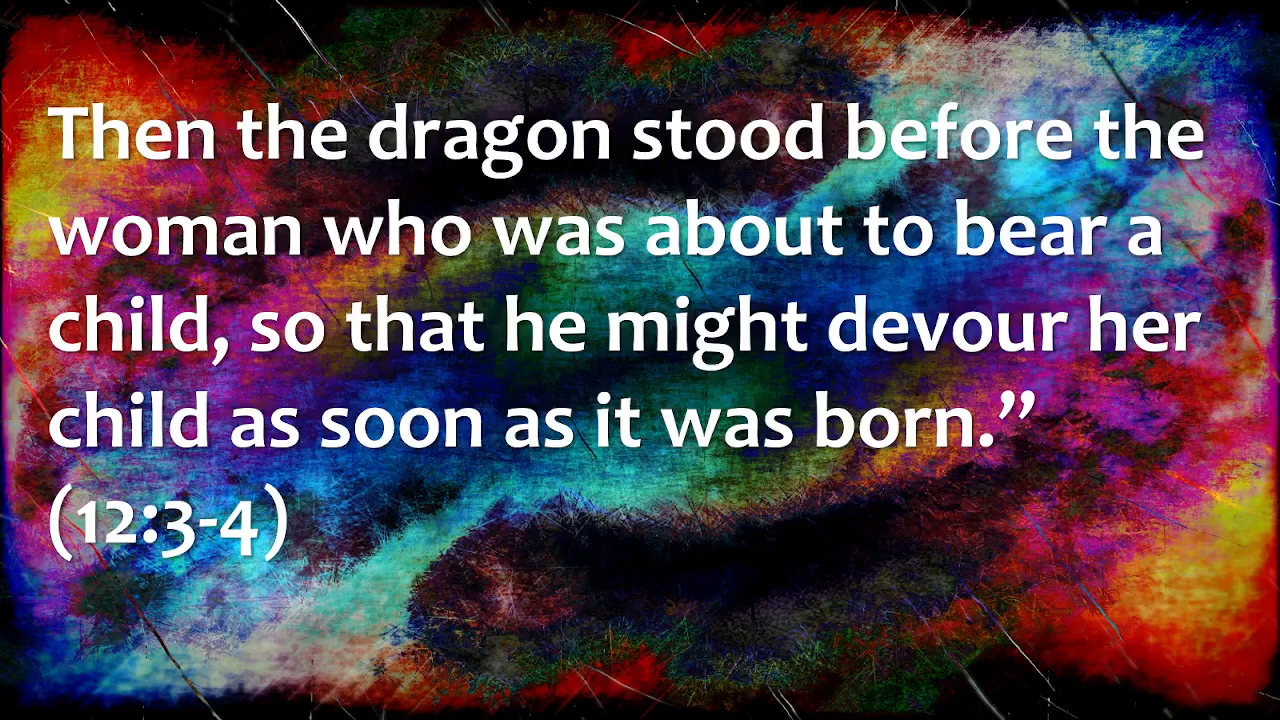 Then the dragon stood before the
woman who was about to bear a
child, so that he might devour her
child as soon as it was born.”
(12:3-4)